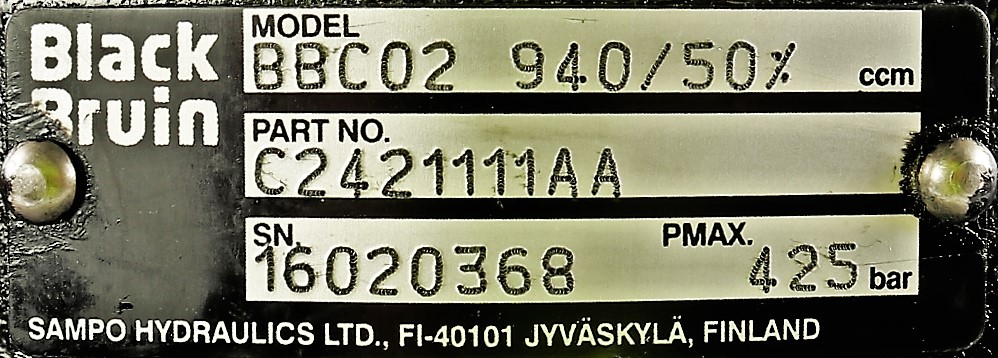 Black
Bruin
MODEL
BBC02 940/50% ccm
PART NO.
C2421111AA
SN. PMAX.
16020368 425 bar
SAMPO HYDRAULICS LTD., FI-40101 JYVÄSKYLÄ, FINLAND